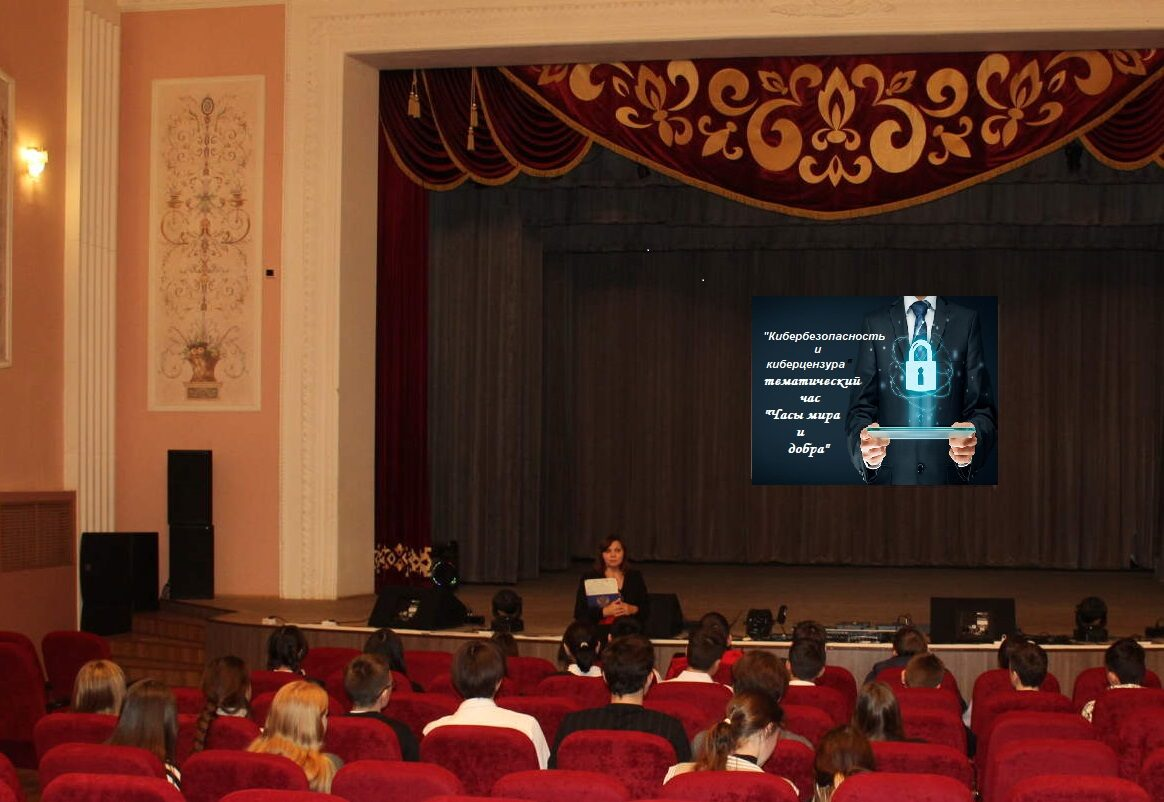 "Кибербезопасность
и
киберцензура"
тематический
час
"Часы мира
и
добра"